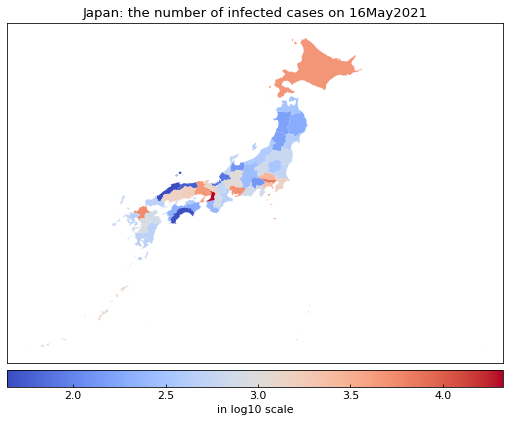 Japan: the number of infected cases on 16May2021
2.0 2.5 3.0 3.5 4.0
in log10 scale